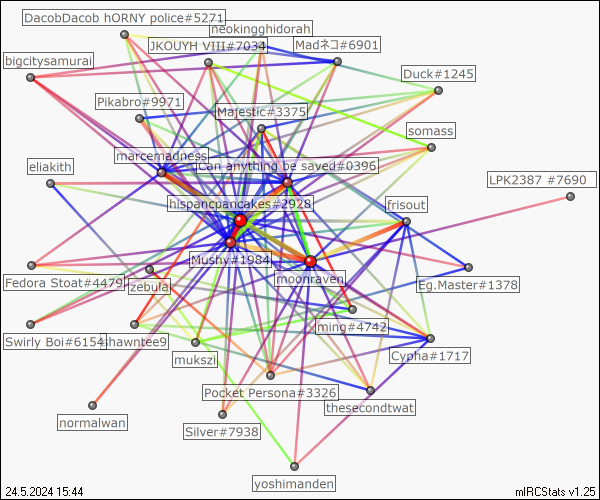 DacobDacob hORNY police#5271
neokingghidorah
JKOUYH VIII#7034
Madネコ#6901
bigcitysamurai
Duck#1245
Pikabro#9971
Majestic#3375
somass
marcemadness
Can anything be saved#0396
eliakith
LPK2387 #7690
hispancpancakes#2928
frisout
Mushy#1984
moonraven
Fedora Stoat#4479
zebula
Eg.Master#1378
ming#4742
Swirly Boi#6154
shawntee9
mukszi
Cypha#1717
Pocket Persona#3326
thesecondtwat
normalwan
Silver#7938
yoshimanden
24.5.2024 15:44
mIRCStats v1.25